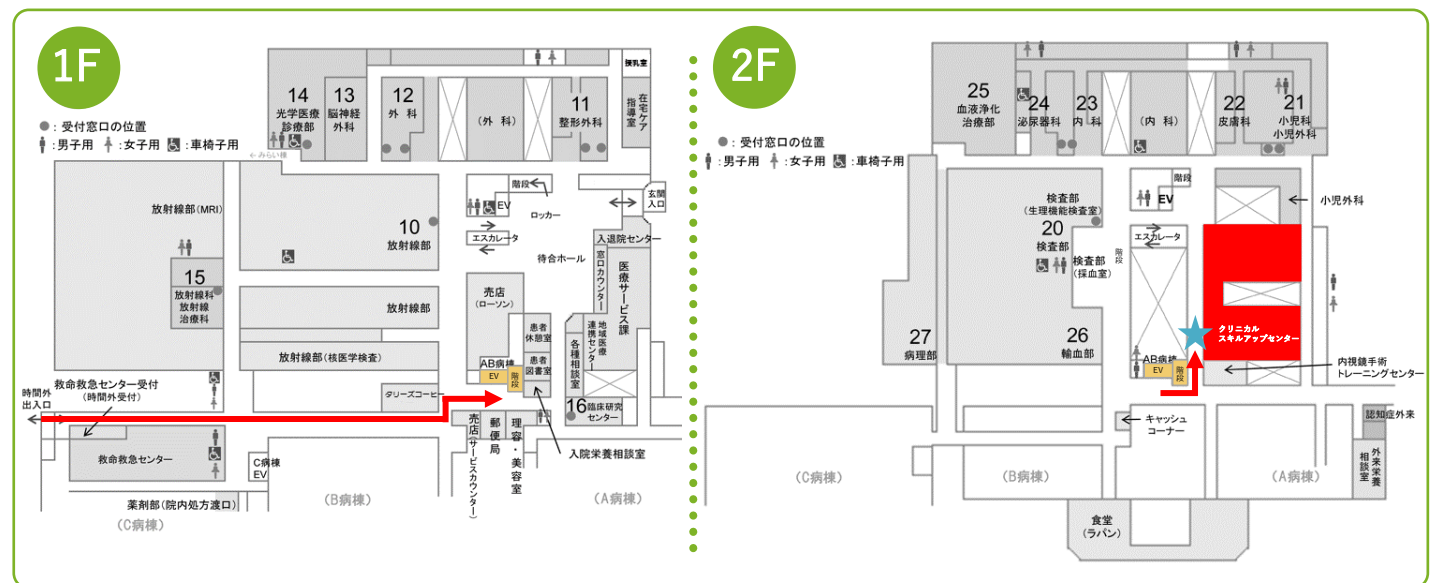 1F
●：受付窓口の位置
：男子用 ：女子用 ：車椅子用
14
光学医療
診療部
13
脳神経
外科
12
外 科
（外 科）
11
整形外科
授乳室
在宅ケア
指導室
← みらい棟
放射線部(MRI)
15
放射線科
放射線
治療科
10
放射線部
放射線部
放射線部（核医学検査）
階段
EV
ロッカー
エスカレータ
待合ホール
玄関
入口
入退院センター
窓口カウンター
医療サービス課
地域医療
連携センター
各種相談室
売店
（ローソン）
患者
休憩室
患者
図書室
AB病棟
EV
階段
タリーズコーヒー
16
臨床研究
センター
時間外
出入口
救命救急センター受付
（時間外受付）
救命救急センター
C病棟
EV
薬剤部（院内処方渡口）
売店（サービスカウンター）
郵便局
理容・美容室
入院栄養相談室
（C病棟）
（B病棟）
（A病棟）
2F
●：受付窓口の位置
：男子用 ：女子用 ：車椅子用
25
血液浄化
治療部
24
泌尿器科
23
内 科
（内 科）
22
皮膚科
21
小児科
小児外科
検査部
（生理機能検査室）
20
検査部
検査部
（採血室）
階段
EV
エスカレータ
階段
小児外科
クリニカル
スキルアップセンター
27
病理部
26
輸血部
AB病棟
EV
階段
内視鏡手術
トレーニングセンター
キャッシュ
コーナー
認知症外来
外来栄養
相談室
（C病棟）
（B病棟）
（A病棟）
食堂
（ラパン）